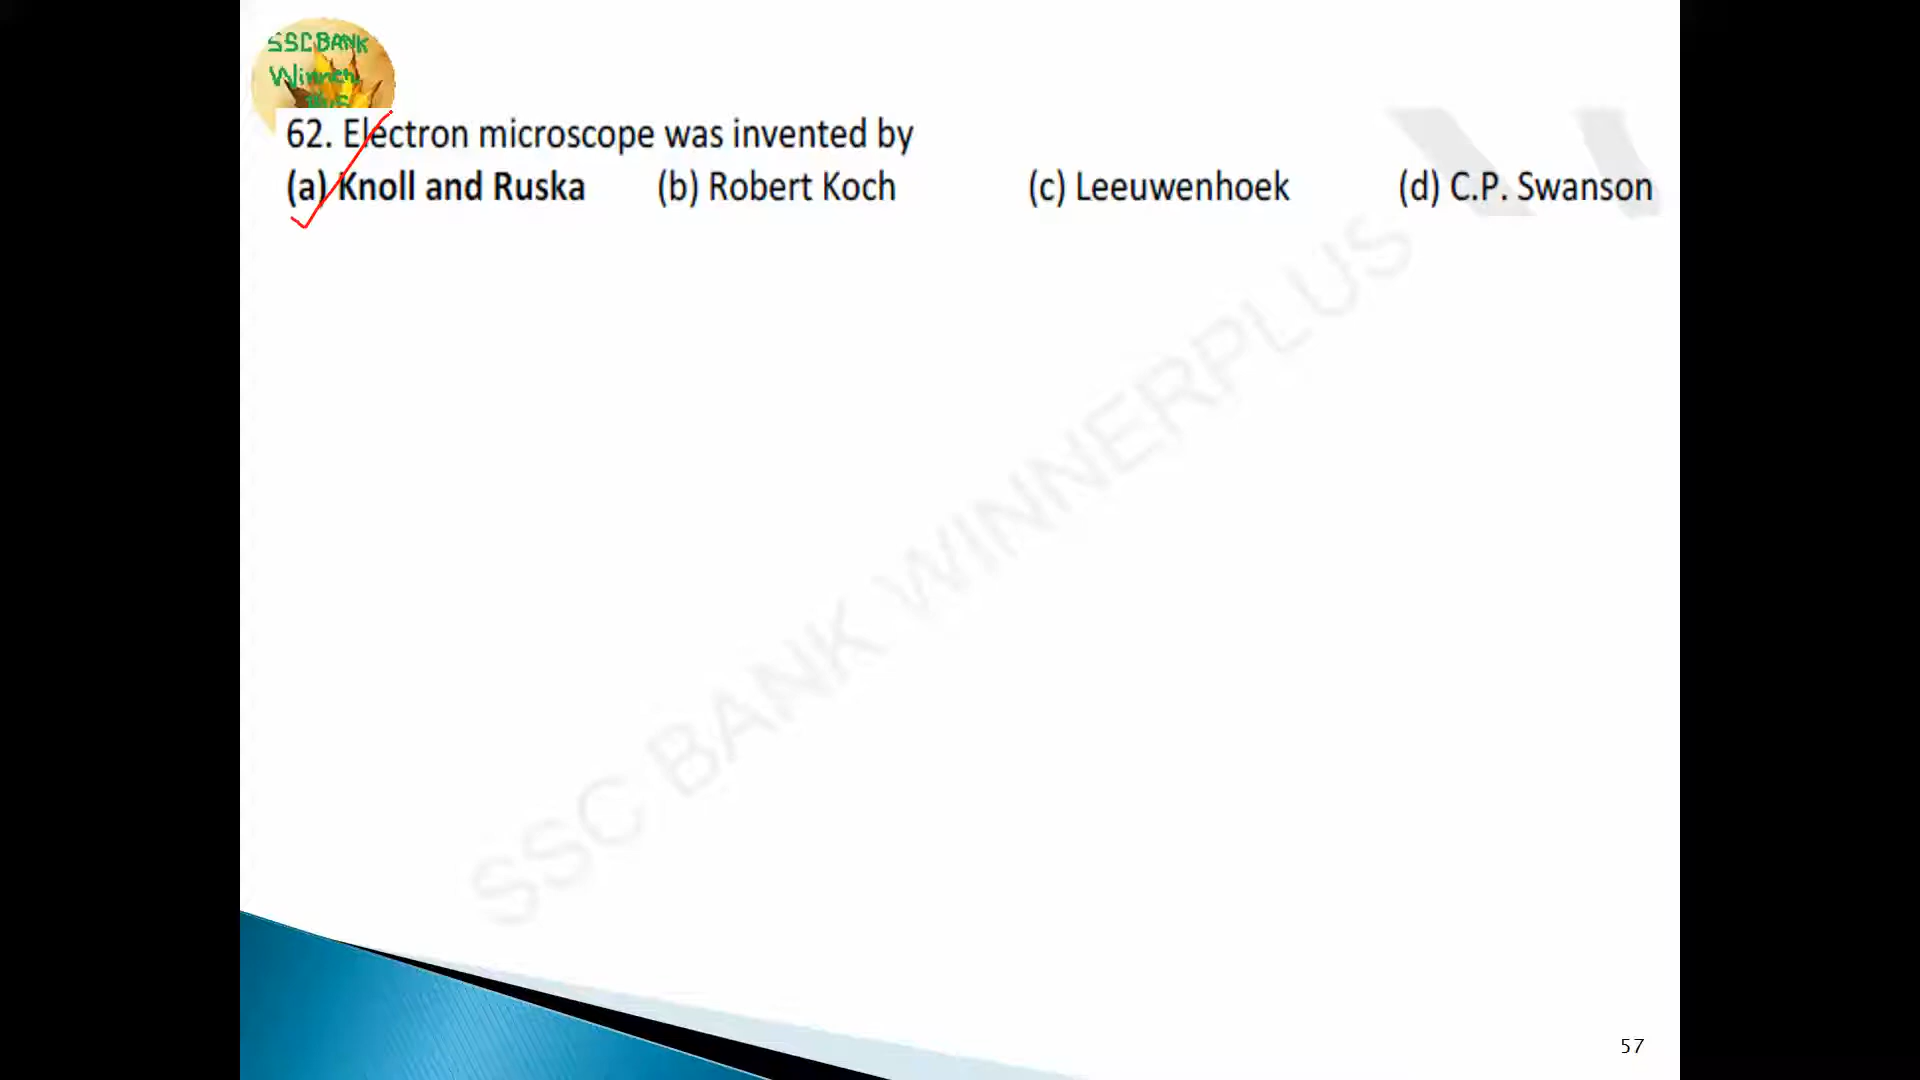 SSC BANK
Winner
62. Electron microscope was invented by
(a) Knoll and Ruska (b) Robert Koch (c) Leeuwenhoek (d) C.P. Swanson
SSC BANK WINNERPLUS
57